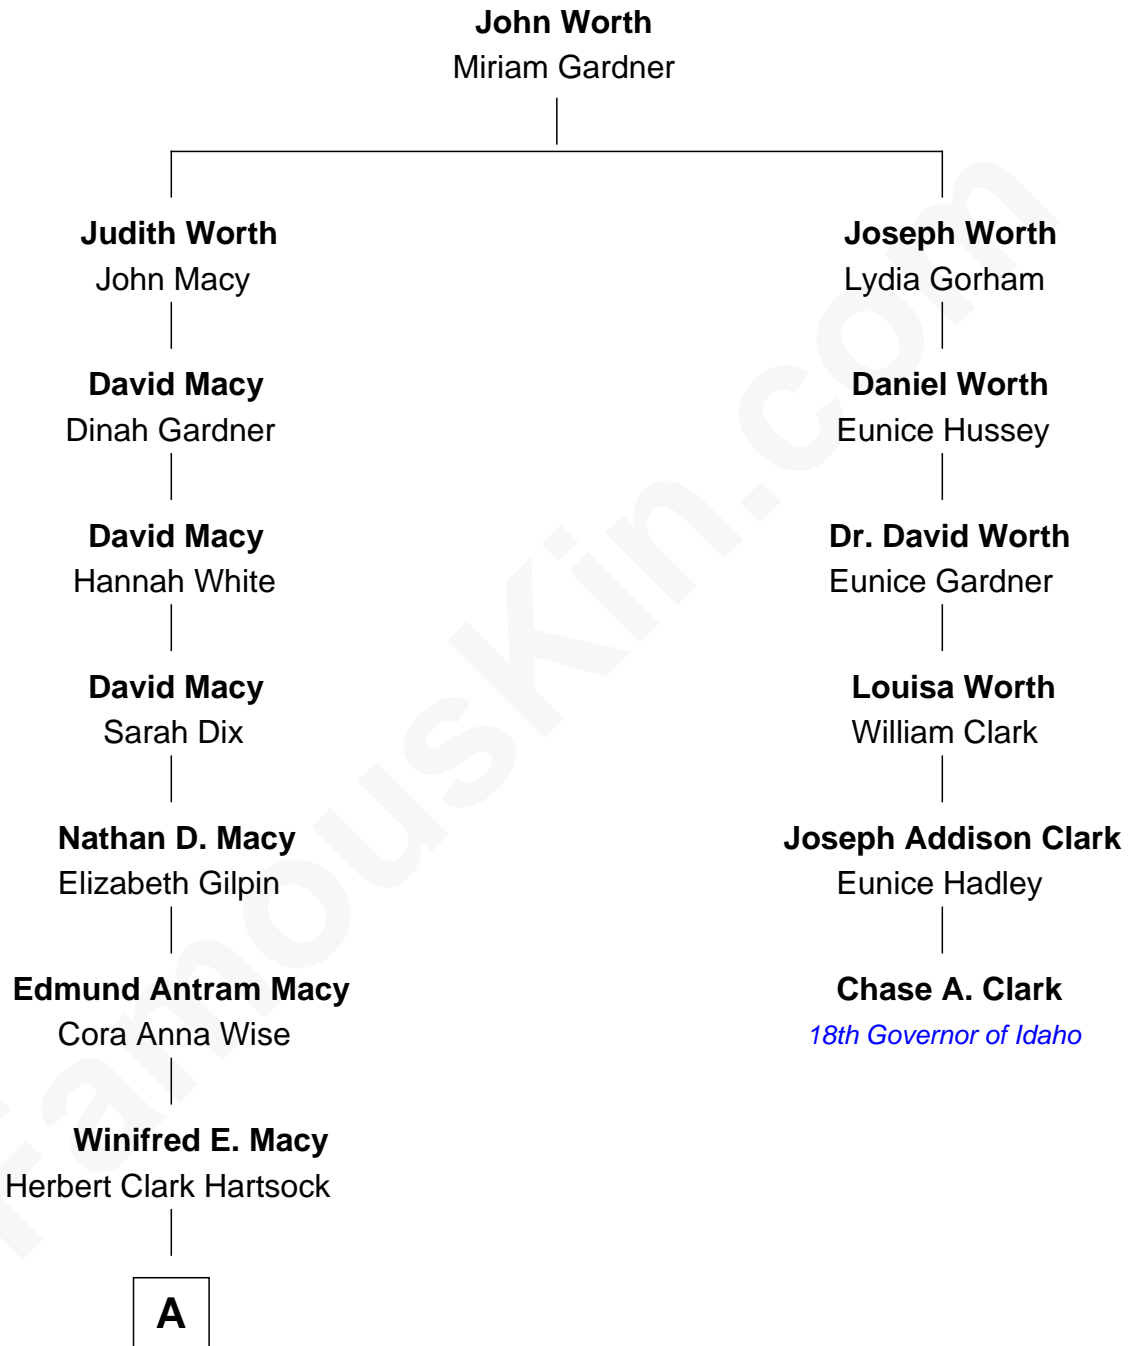 John Worth
Miriam Gardner
Judith Worth
John Macy
David Macy
Dinah Gardner
David Macy
Hannah White
David Macy
Sarah Dix
Nathan D. Macy
Elizabeth Gilpin
Edmund Antram Macy
Cora Anna Wise
Winifred E. Macy
Herbert Clark Hartsock
A
Joseph Worth
Lydia Gorham
Daniel Worth
Eunice Hussey
Dr. David Worth
Eunice Gardner
Louisa Worth
William Clark
Joseph Addison Clark
Eunice Hadley
Chase A. Clark
18th Governor of Idaho
FamousKin.com